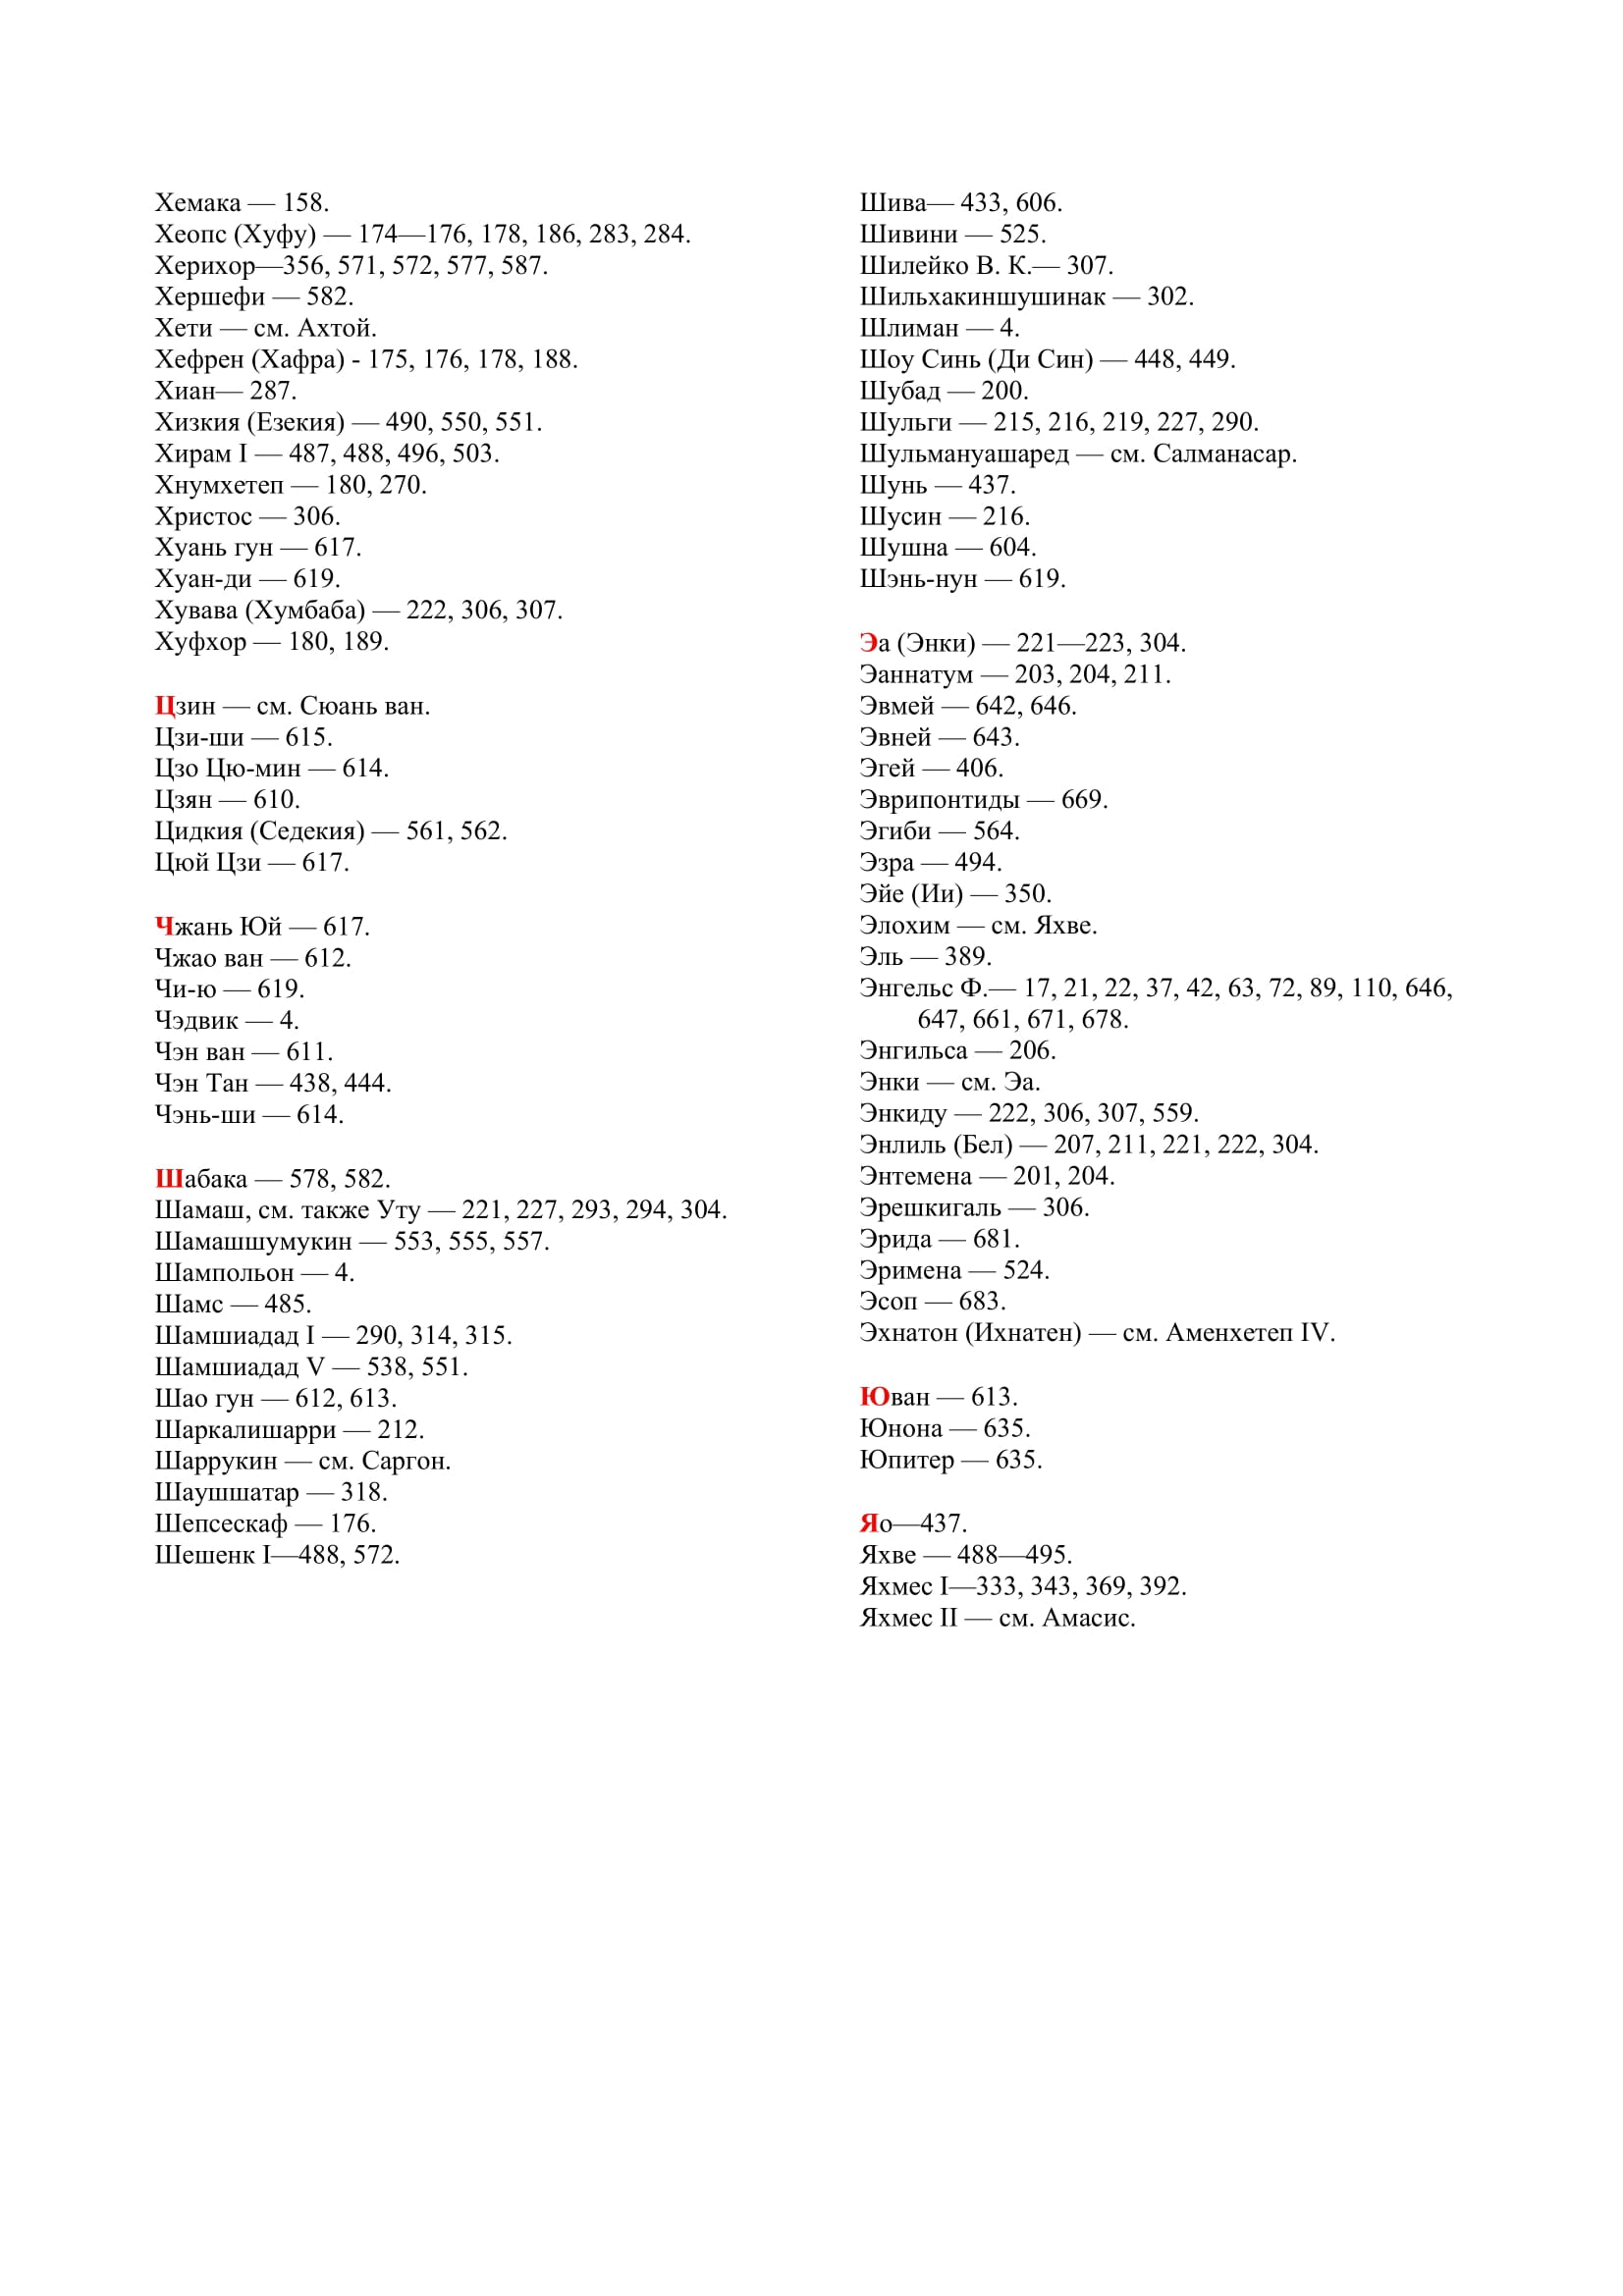 Хемака — 158.
Хеопс (Хуфу) — 174—176, 178, 186, 283, 284.
Херихор—356, 571, 572, 577, 587.
Хершефи — 582.
Хети — см. Ахтой.
Хефрен (Хафра) - 175, 176, 178, 188.
Хиан— 287.
Хизкия (Езекия) — 490, 550, 551.
Хирам I — 487, 488, 496, 503.
Хнумхетеп — 180, 270.
Христос — 306.
Хуань гун — 617.
Хуан-ди — 619.
Хувава (Хумбаба) — 222, 306, 307.
Хуфхор — 180, 189.
Цзин — см. Сюань ван.
Цзи-ши — 615.
Цзо Цю-мин — 614.
Цзян — 610.
Цидкия (Седекия) — 561, 562.
Цюй Цзи — 617.
Чжань Юй — 617.
Чжао ван — 612.
Чи-ю — 619.
Чэдвик — 4.
Чэн ван — 611.
Чэн Тан — 438, 444.
Чэнь-ши — 614.
Шабака — 578, 582.
Шамаш, см. также Уту — 221, 227, 293, 294, 304.
Шамашшумукин — 553, 555, 557.
Шампольон — 4.
Шамс — 485.
Шамшиадад I — 290, 314, 315.
Шамшиадад V — 538, 551.
Шао гун — 612, 613.
Шаркалишарри — 212.
Шаррукин — см. Саргон.
Шаушшатар — 318.
Шепсескаф — 176.
Шешенк I—488, 572.
Шива— 433, 606.
Шивини — 525.
Шилейко В. К.— 307.
Шильхакиншушинак — 302.
Шлиман — 4.
Шоу Синь (Ди Син) — 448, 449.
Шубад — 200.
Шульги — 215, 216, 219, 227, 290.
Шульмануашаред — см. Салманасар.
Шунь — 437.
Шусин — 216.
Шушна — 604.
Шэнь-нун — 619.
Эа (Энки) — 221—223, 304.
Эаннатум — 203, 204, 211.
Эвмей — 642, 646.
Эвней — 643.
Эгей — 406.
Эврипонтиды — 669.
Эгиби — 564.
Эзра — 494.
Эйе (Ии) — 350.
Элохим — см. Яхве.
Эль — 389.
Энгельс Ф.— 17, 21, 22, 37, 42, 63, 72, 89, 110, 646,
647, 661, 671, 678.
Энгильса — 206.
Энки — см. Эа.
Энкиду — 222, 306, 307, 559.
Энлиль (Бел) — 207, 211, 221, 222, 304.
Энтемена — 201, 204.
Эрешкигаль — 306.
Эрида — 681.
Эримена — 524.
Эсоп — 683.
Эхнатон (Ихнатен) — см. Аменхетеп IV.
Юван — 613.
Юнона — 635.
Юпитер — 635.
Яо—437.
Яхве — 488—495.
Яхмес I—333, 343, 369, 392.
Яхмес II — см. Амасис.